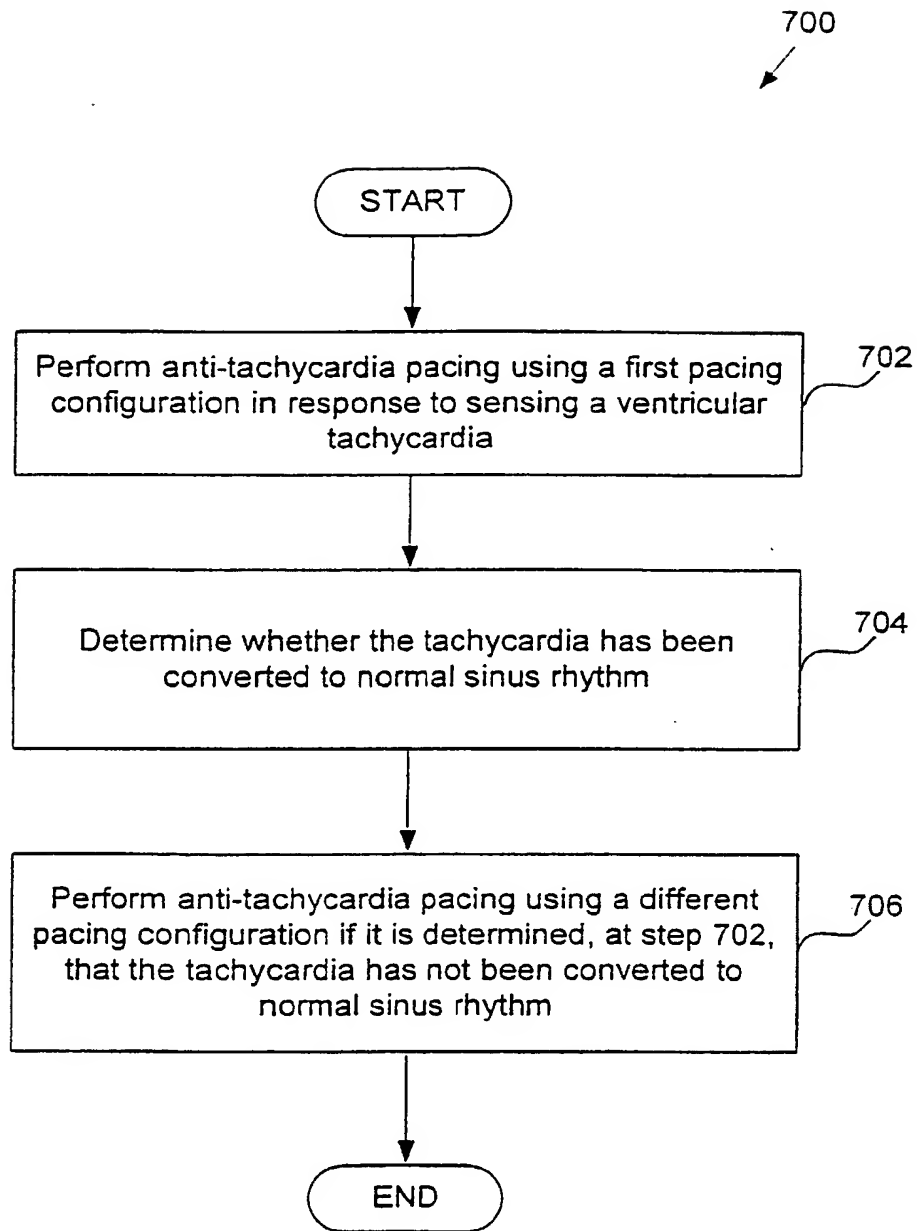 700
START
Perform anti-tachycardia pacing using a first pacing
configuration in response to sensing a ventricular
tachycardia
702
Determine whether the tachycardia has been
converted to normal sinus rhythm
704
Perform anti-tachycardia pacing using a different
pacing configuration if it is determined, at step 702,
that the tachycardia has not been converted to
normal sinus rhythm
706
END